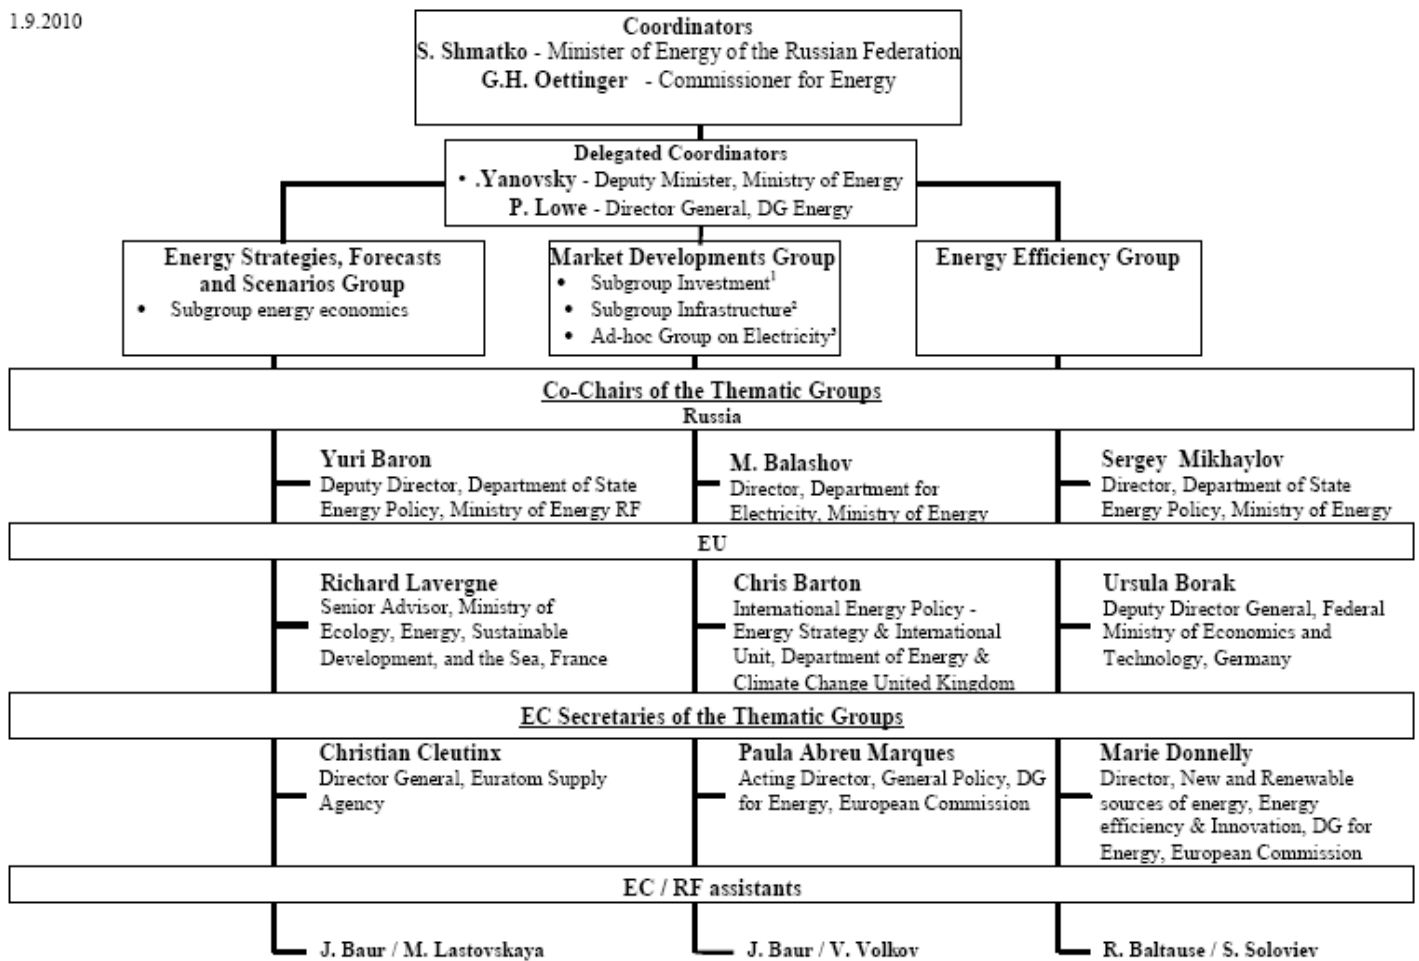 1.9.2010
Coordinators
S. Shmatko - Minister of Energy of the Russian Federation
G.H. Oettinger - Commissioner for Energy
Delegated Coordinators
• .Yanovsky - Deputy Minister, Ministry of Energy
P. Lowe - Director General, DG Energy
Energy Strategies, Forecasts
and Scenarios Group
• Subgroup energy economics
Market Developments Group
• Subgroup Investment¹
• Subgroup Infrastructure²
• Ad-hoc Group on Electricity³
Energy Efficiency Group
Co-Chairs of the Thematic Groups
Russia
Yuri Baron
Deputy Director, Department of State
Energy Policy, Ministry of Energy RF
M. Balashov
Director, Department for
Electricity, Ministry of Energy
Sergey Mikhaylov
Director, Department of State
Energy Policy, Ministry of Energy
EU
Richard Lavergne
Senior Advisor, Ministry of
Ecology, Energy, Sustainable
Development, and the Sea, France
Chris Barton
International Energy Policy -
Energy Strategy & International
Unit, Department of Energy &
Climate Change United Kingdom
Ursula Borak
Deputy Director General, Federal
Ministry of Economics and
Technology, Germany
EC Secretaries of the Thematic Groups
Christian Cleutinx
Director General, Euratom Supply
Agency
Paula Abreu Marques
Acting Director, General Policy, DG
for Energy, European Commission
Marie Donnelly
Director, New and Renewable
sources of energy, Energy
efficiency & Innovation, DG for
Energy, European Commission
EC / RF assistants
J. Baur / M. Lastovskaya
J. Baur / V. Volkov
R. Baltause / S. Soloviev